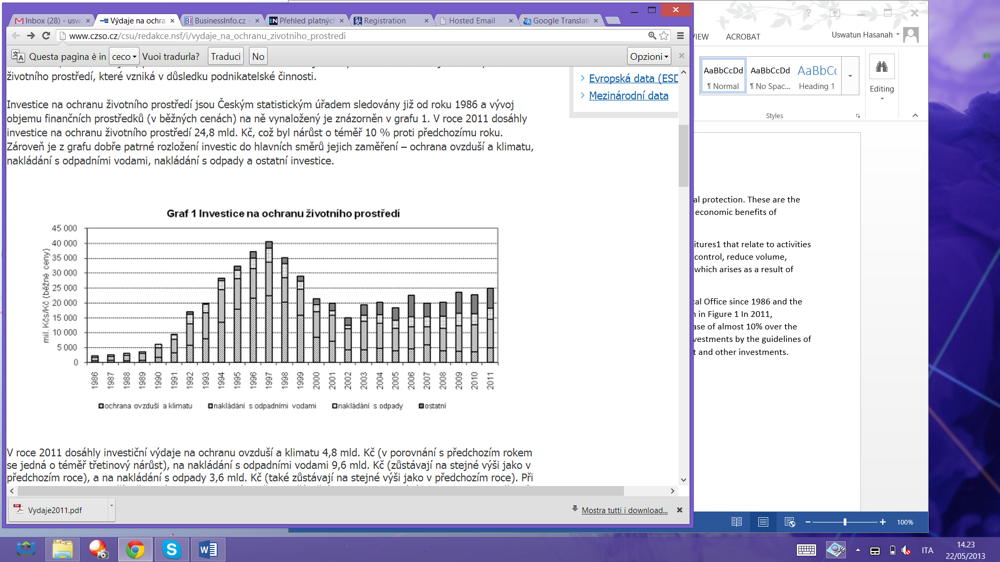 Inbox (28) - usw
Výdaje na ochra
BusinessInfo.cz -
Přehled platných
Registration
Hosted Email
Google Translat
www.czso.cz/csu/redakce.nsf/i/vydaje_na_ochranu_zivotniho_prostredi
Questa pagina è in ceco Vuoi tradurla? Traduci No Opzioni
životního prostředí, které vzniká v důsledku podnikatelské činnosti.
Investice na ochranu životního prostředí jsou Českým statistickým úřadem sledovány již od roku 1986 a vývoj
objemu finančních prostředků (v běžných cenách) na ně vynaložený je znázorněn v grafu 1. V roce 2011 dosáhly
investice na ochranu životního prostředí 24,8 mld. Kč, což byl nárůst o téměř 10 % proti předchozímu roku.
Zároveň je z grafu dobře patrné rozložení investic do hlavních směrů jejich zaměření – ochrana ovzduší a klimatu,
nakládání s odpadními vodami, nakládání s odpady a ostatní investice.
Evropská data (ESD
Mezinárodní data
Graf 1 Investice na ochranu životního prostředí
mil. Kčs/Kč (běžné ceny)
45 000
40 000
35 000
30 000
25 000
20 000
15 000
10 000
5 000
0
1986 1987 1988 1989 1990 1991 1992 1993 1994 1995 1996 1997 1998 1999 2000 2001 2002 2003 2004 2005 2006 2007 2008 2009 2010 2011
ochrana ovzduší a klimatu nakládání s odpadními vodami nakládání s odpady ostatní
V roce 2011 dosáhly investiční výdaje na ochranu ovzduší a klimatu 4,8 mld. Kč (v porovnání s předchozím rokem
se jedná o téměř třetinový nárůst), na nakládání s odpadními vodami 9,6 mld. Kč (zůstávají na stejné výši jako v
předchozím roce), a na nakládání s odpady 3,6 mld. Kč (také zůstávají na stejné výši jako v předchozím roce). Při
Vydaje2011.pdf
Mostra tutti i download...
IEW ACROBAT
Uswatun Hasanah
AaBbCcDd AaBbCcDd AaBbCc
¶ Normal ¶ No Spac... Heading 1
Styles
Editing
al protection. These are the
economic benefits of
itures1 that relate to activities
control, reduce volume,
which arises as a result of
cal Office since 1986 and the
n in Figure 1 In 2011,
ase of almost 10% over the
vestments by the guidelines of
t and other investments.
100%
ITA
14.23
22/05/2013